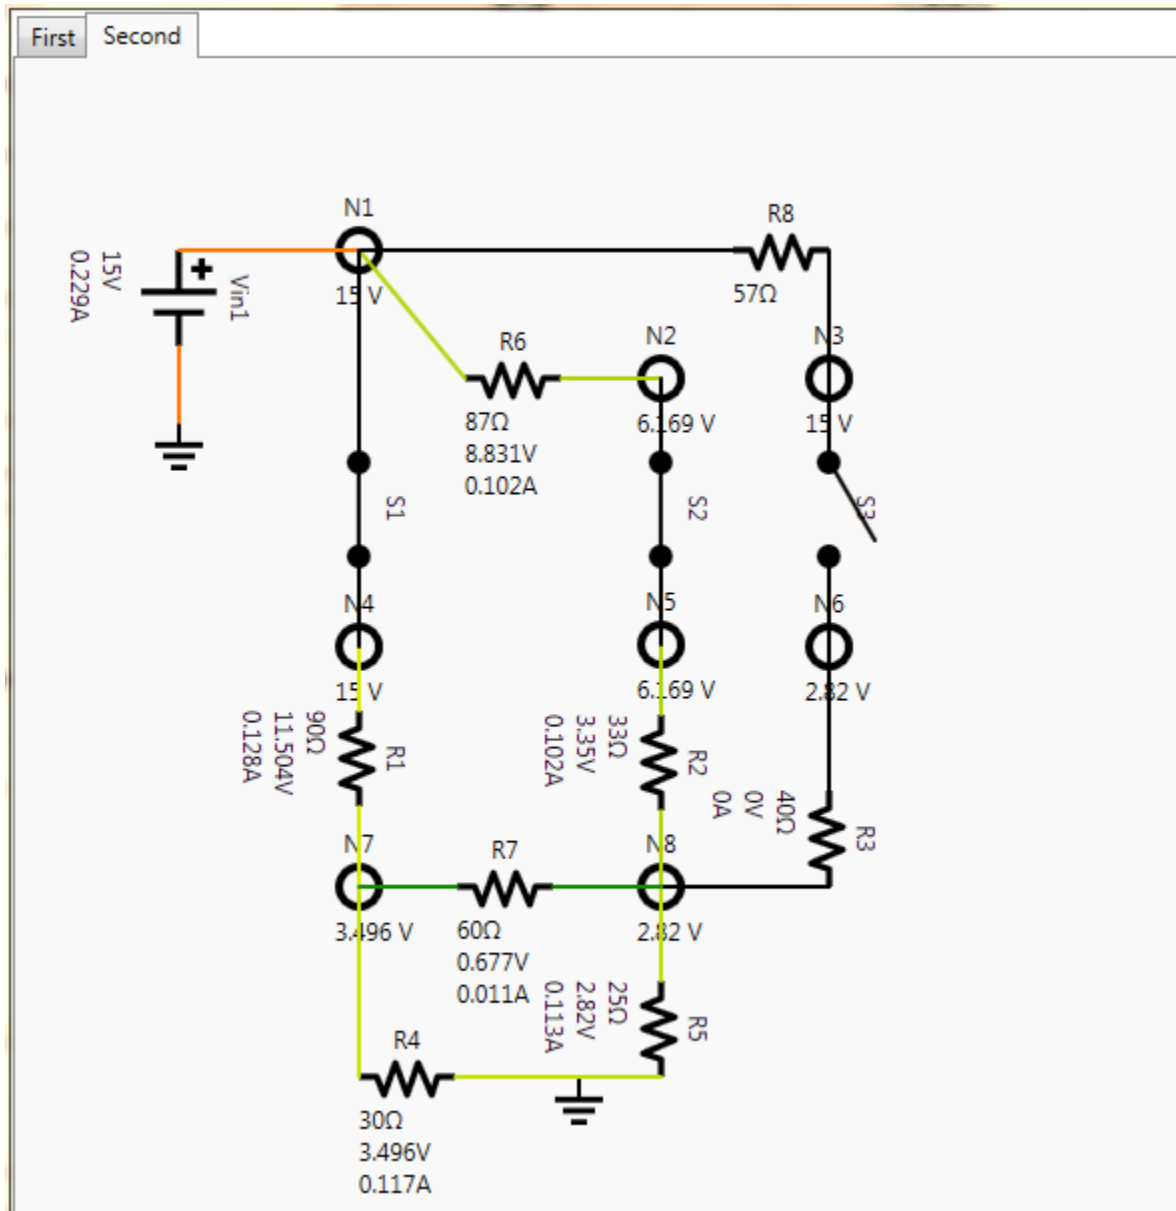 First
Second
N1
15 V
15V
0.229A
Vin1
R8
57Ω
R6
87Ω
8.831V
0.102A
N2
6.169 V
N3
15 V
S1
S2
S3
N4
15 V
N5
6.169 V
N6
2.82 V
90Ω
11.504V
0.128A
R1
33Ω
3.35V
0.102A
R2
40Ω
0V
0A
R3
N7
3.496 V
R7
60Ω
0.677V
0.011A
N8
2.82 V
25Ω
2.82V
0.113A
R5
R4
30Ω
3.496V
0.117A